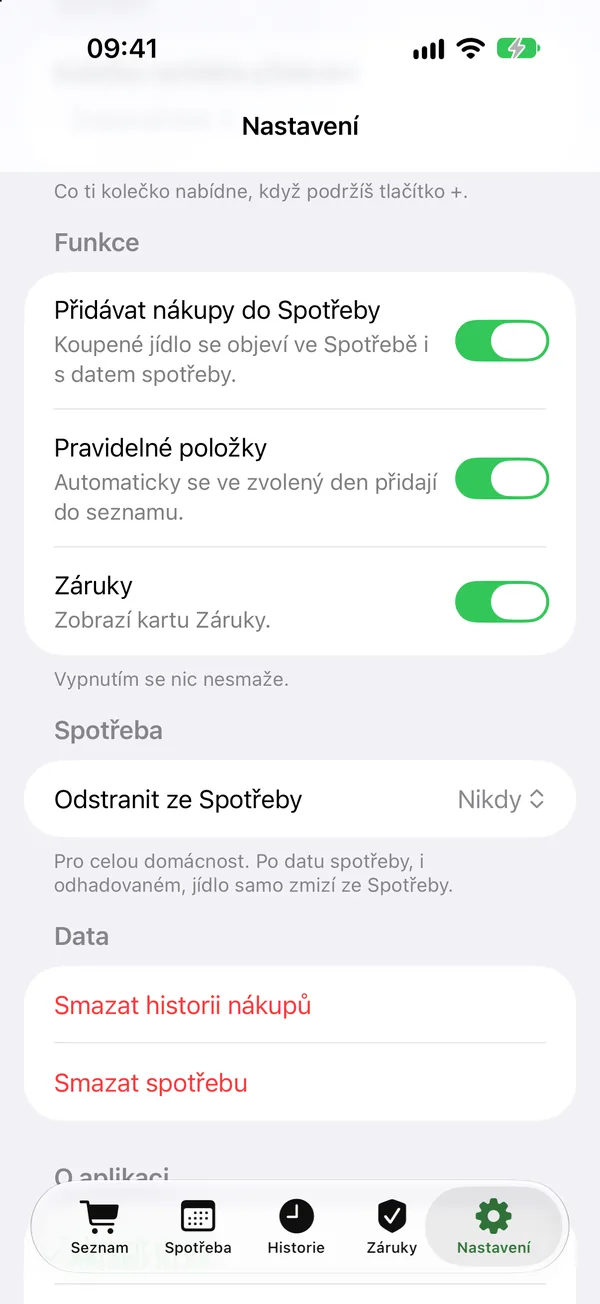 09:41
Nastavení
Co ti kolečko nabídne, když podržíš tlačítko +.
Funkce
Přidávat nákupy do Spotřeby
Koupené jídlo se objeví ve Spotřebě i
s datem spotřeby.
Pravidelné položky
Automaticky se ve zvolený den přidají
do seznamu.
Záruky
Zobrazí kartu Záruky.
Vypnutím se nic nesmaže.
Spotřeba
Odstranit ze Spotřeby
Nikdy
Pro celou domácnost. Po datu spotřeby, i
odhadovaném, jídlo samo zmizí ze Spotřeby.
Data
Smazat historii nákupů
Smazat spotřebu
O aplikaci
Seznam
Spotřeba
Historie
Záruky
Nastavení